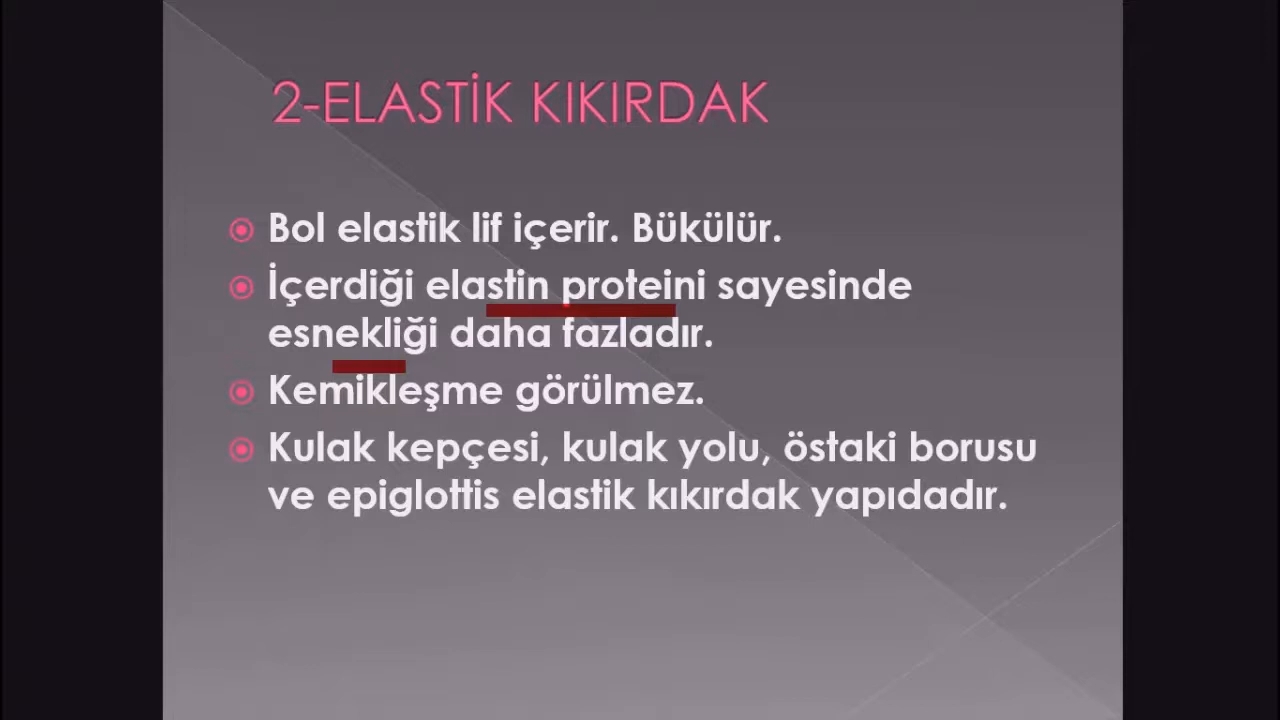 2-ELASTİK KIKIRDAK
Bol elastik lif içerir. Bükülür.
İçerdiği elastin proteini sayesinde
esnekliği daha fazladır.
Kemikleşme görülmez.
Kulak kepçesi, kulak yolu, östaki borusu
ve epiglottis elastik kıkırdak yapıdadır.